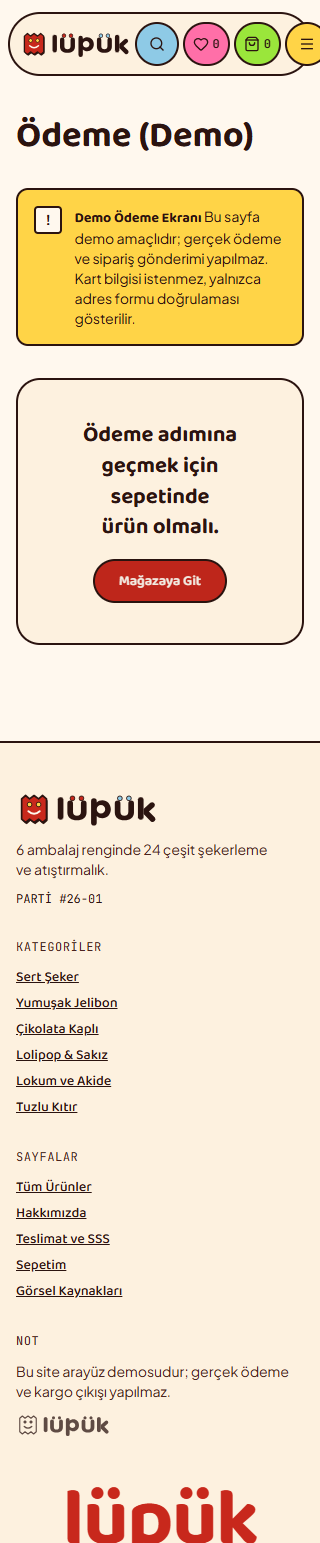 lüpük 0 0
Ödeme (Demo)
! Demo Ödeme Ekranı Bu sayfa
demo amaçlıdır; gerçek ödeme
ve sipariş gönderimi yapılmaz.
Kart bilgisi istenmez, yalnızca
adres formu doğrulaması
gösterilir.
Ödeme adımına
geçmek için
sepetinde
ürün olmalı.
Mağazaya Git
lüpük
6 ambalaj renginde 24 çeşit şekerleme
ve atıştırmalık.
PARTİ #26-01
KATEGORİLER
Sert Şeker
Yumuşak Jelibon
Çikolata Kaplı
Lolipop & Sakız
Lokum ve Akide
Tuzlu Kıtır
SAYFALAR
Tüm Ürünler
Hakkımızda
Teslimat ve SSS
Sepetim
Görsel Kaynakları
NOT
Bu site arayüz demosudur; gerçek ödeme
ve kargo çıkışı yapılmaz.
lüpük
lüpük